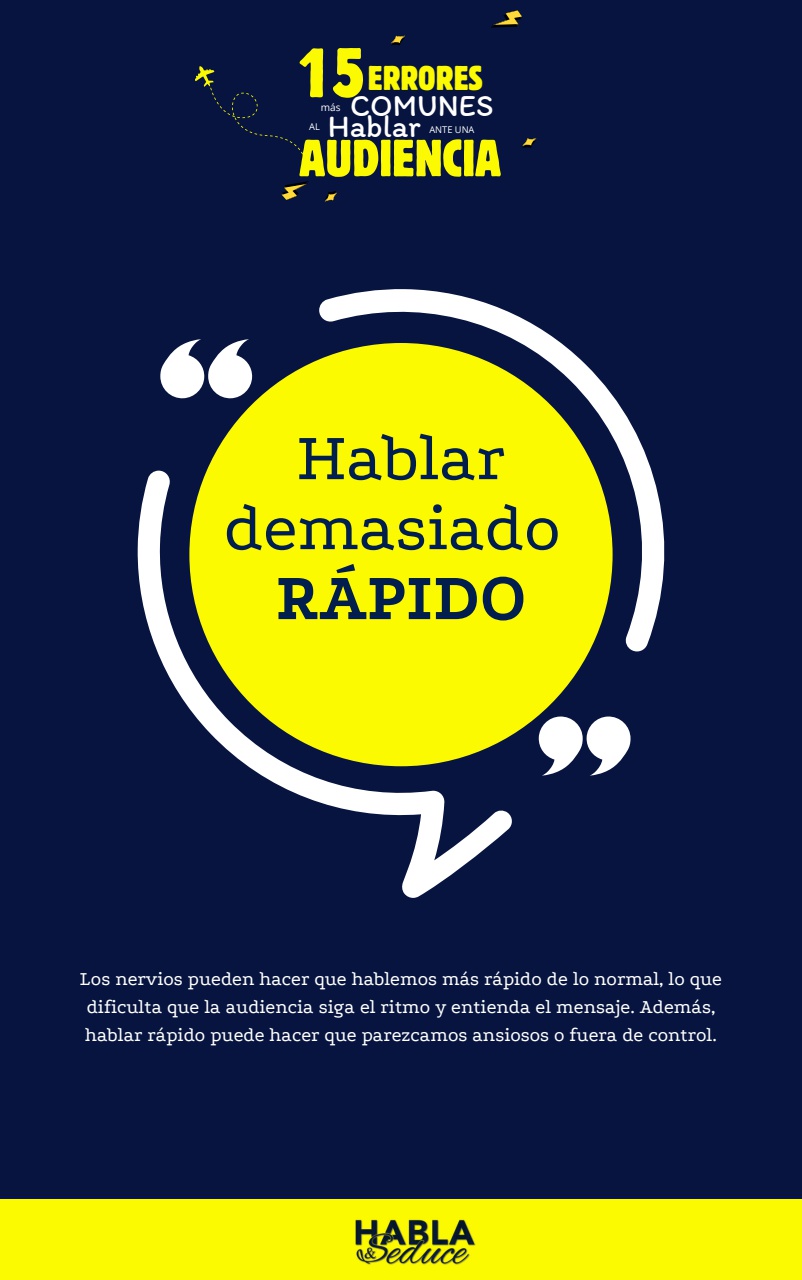 15 ERRORES
más COMUNES
AL Hablar ANTE UNA
AUDIENCIA
“
Hablar
demasiado
RÁPIDO
”
Los nervios pueden hacer que hablemos más rápido de lo normal, lo que
dificulta que la audiencia siga el ritmo y entienda el mensaje. Además,
hablar rápido puede hacer que parezcamos ansiosos o fuera de control.
HABLA
&Seduce